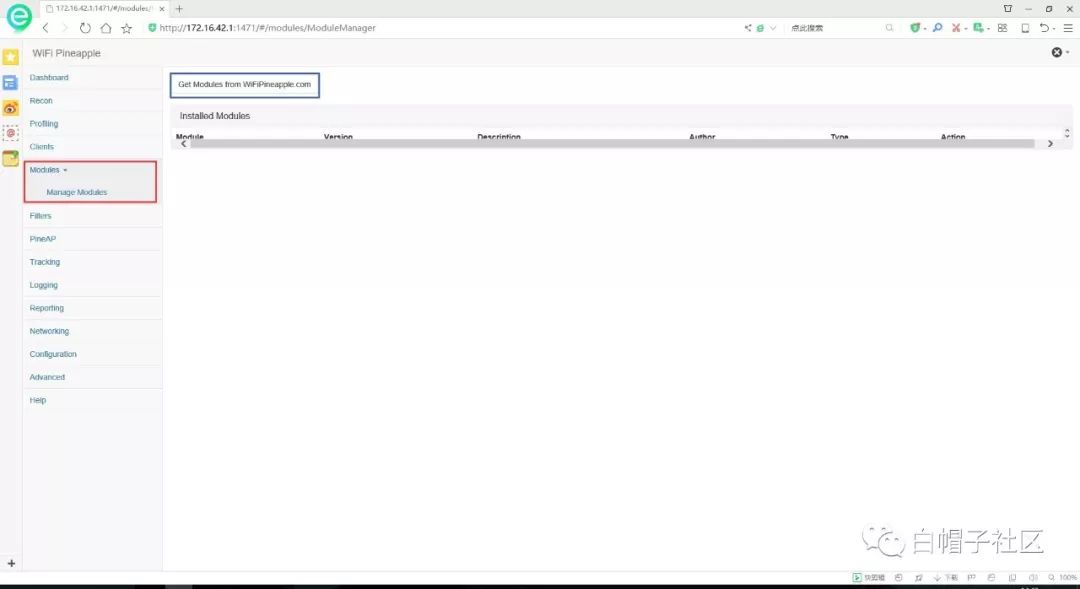 172.16.42.1:1471/#/modules/
http://172.16.42.1:1471/#/modules/ModuleManager
点此搜索
WiFi Pineapple
Dashboard
Get Modules from WiFiPineapple.com
Recon
Installed Modules
Profiling
Module Version Description Author Type Action
Clients
Modules
Manage Modules
Filters
PineAP
Tracking
Logging
Reporting
Networking
Configuration
Advanced
Help
白帽子社区
快剪辑
下载
100%